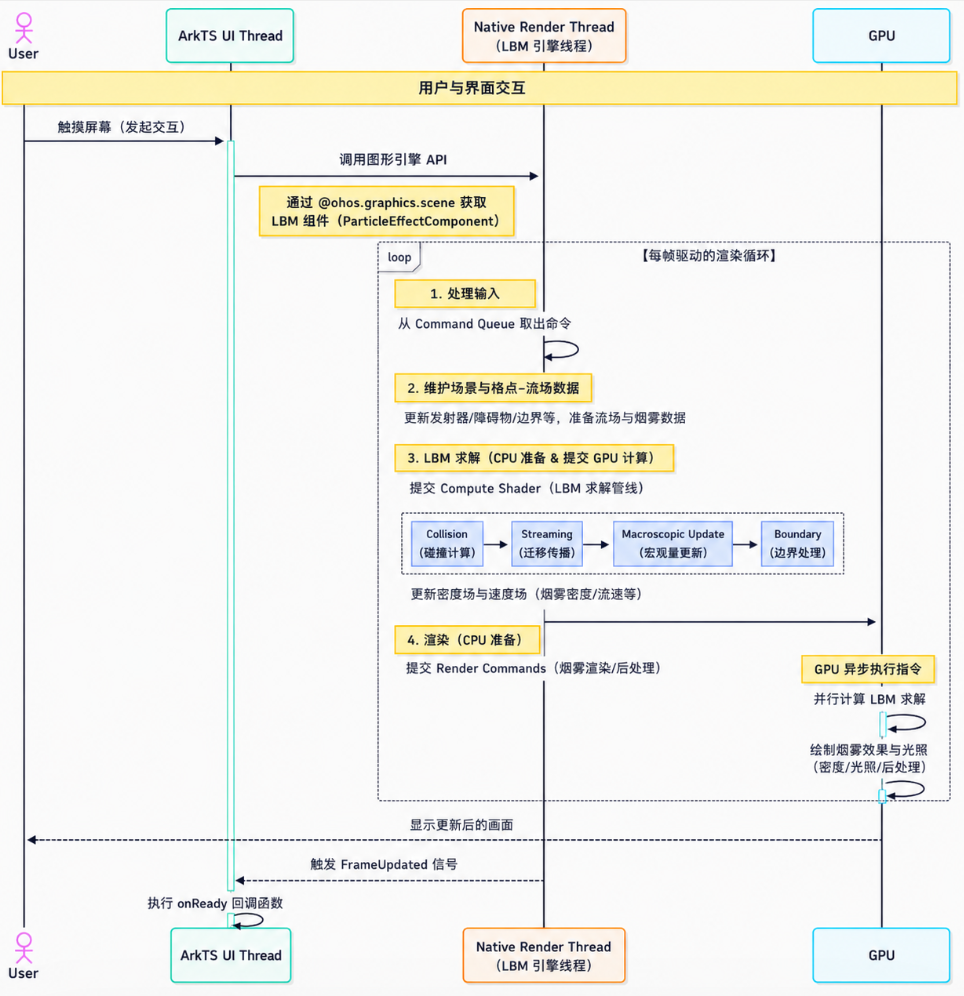 User
ArkTS UI Thread
Native Render Thread
（LBM 引擎线程）
GPU
用户与界面交互
触摸屏幕（发起交互）
调用图形引擎 API
通过 @ohos.graphics.scene 获取
LBM 组件（ParticleEffectComponent）
loop
【每帧驱动的渲染循环】
1. 处理输入
从 Command Queue 取出命令
2. 维护场景与格点-流场数据
更新发射器/障碍物/边界等，准备流场与烟雾数据
3. LBM 求解（CPU 准备 & 提交 GPU 计算）
提交 Compute Shader（LBM 求解管线）
Collision
（碰撞计算）
Streaming
（迁移传播）
Macroscopic Update
（宏观量更新）
Boundary
（边界处理）
更新密度场与速度场（烟雾密度/流速等）
4. 渲染（CPU 准备）
提交 Render Commands（烟雾渲染/后处理）
GPU 异步执行指令
并行计算 LBM 求解
绘制烟雾效果与光照
（密度/光照/后处理）
显示更新后的画面
触发 FrameUpdated 信号
执行 onReady 回调函数
User
ArkTS UI Thread
Native Render Thread
（LBM 引擎线程）
GPU